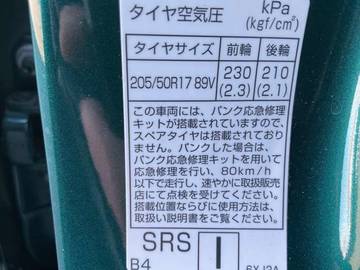 タイヤ空気圧 kPa (kgf/cm²)
タイヤサイズ 前輪 後輪
205/50R17 89V 230 (2.3) 210 (2.1)
この車両には、パンク応急修理
キットが搭載されていますので、
スペアタイヤは搭載されており
ません。パンクした場合は、
パンク応急修理キットを用いて
応急修理を行い、80km/h
以下で走行し、速やかに取扱販売
店にて点検を受けてください。
搭載位置ならびに使用方法は、
取扱い説明書をご覧ください。
SRS I
B4